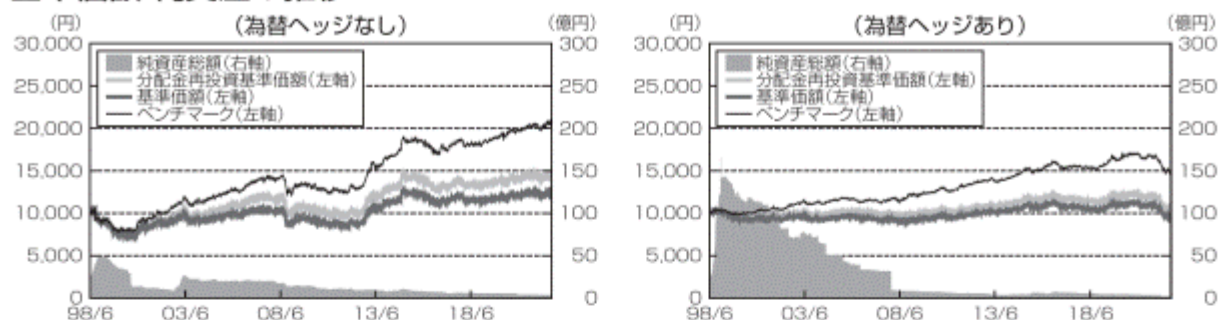 (円) (為替ヘッジなし) (億円)
30,000 300
純資産総額(右軸)
分配金再投資基準価額(左軸)
基準価額(左軸)
ベンチマーク(左軸)
25,000 250
20,000 200
15,000 150
10,000 100
5,000 50
0 0
98/6 03/6 08/6 13/6 18/6
(円) (為替ヘッジあり) (億円)
30,000 300
純資産総額(右軸)
分配金再投資基準価額(左軸)
基準価額(左軸)
ベンチマーク(左軸)
25,000 250
20,000 200
15,000 150
10,000 100
5,000 50
0 0
98/6 03/6 08/6 13/6 18/6